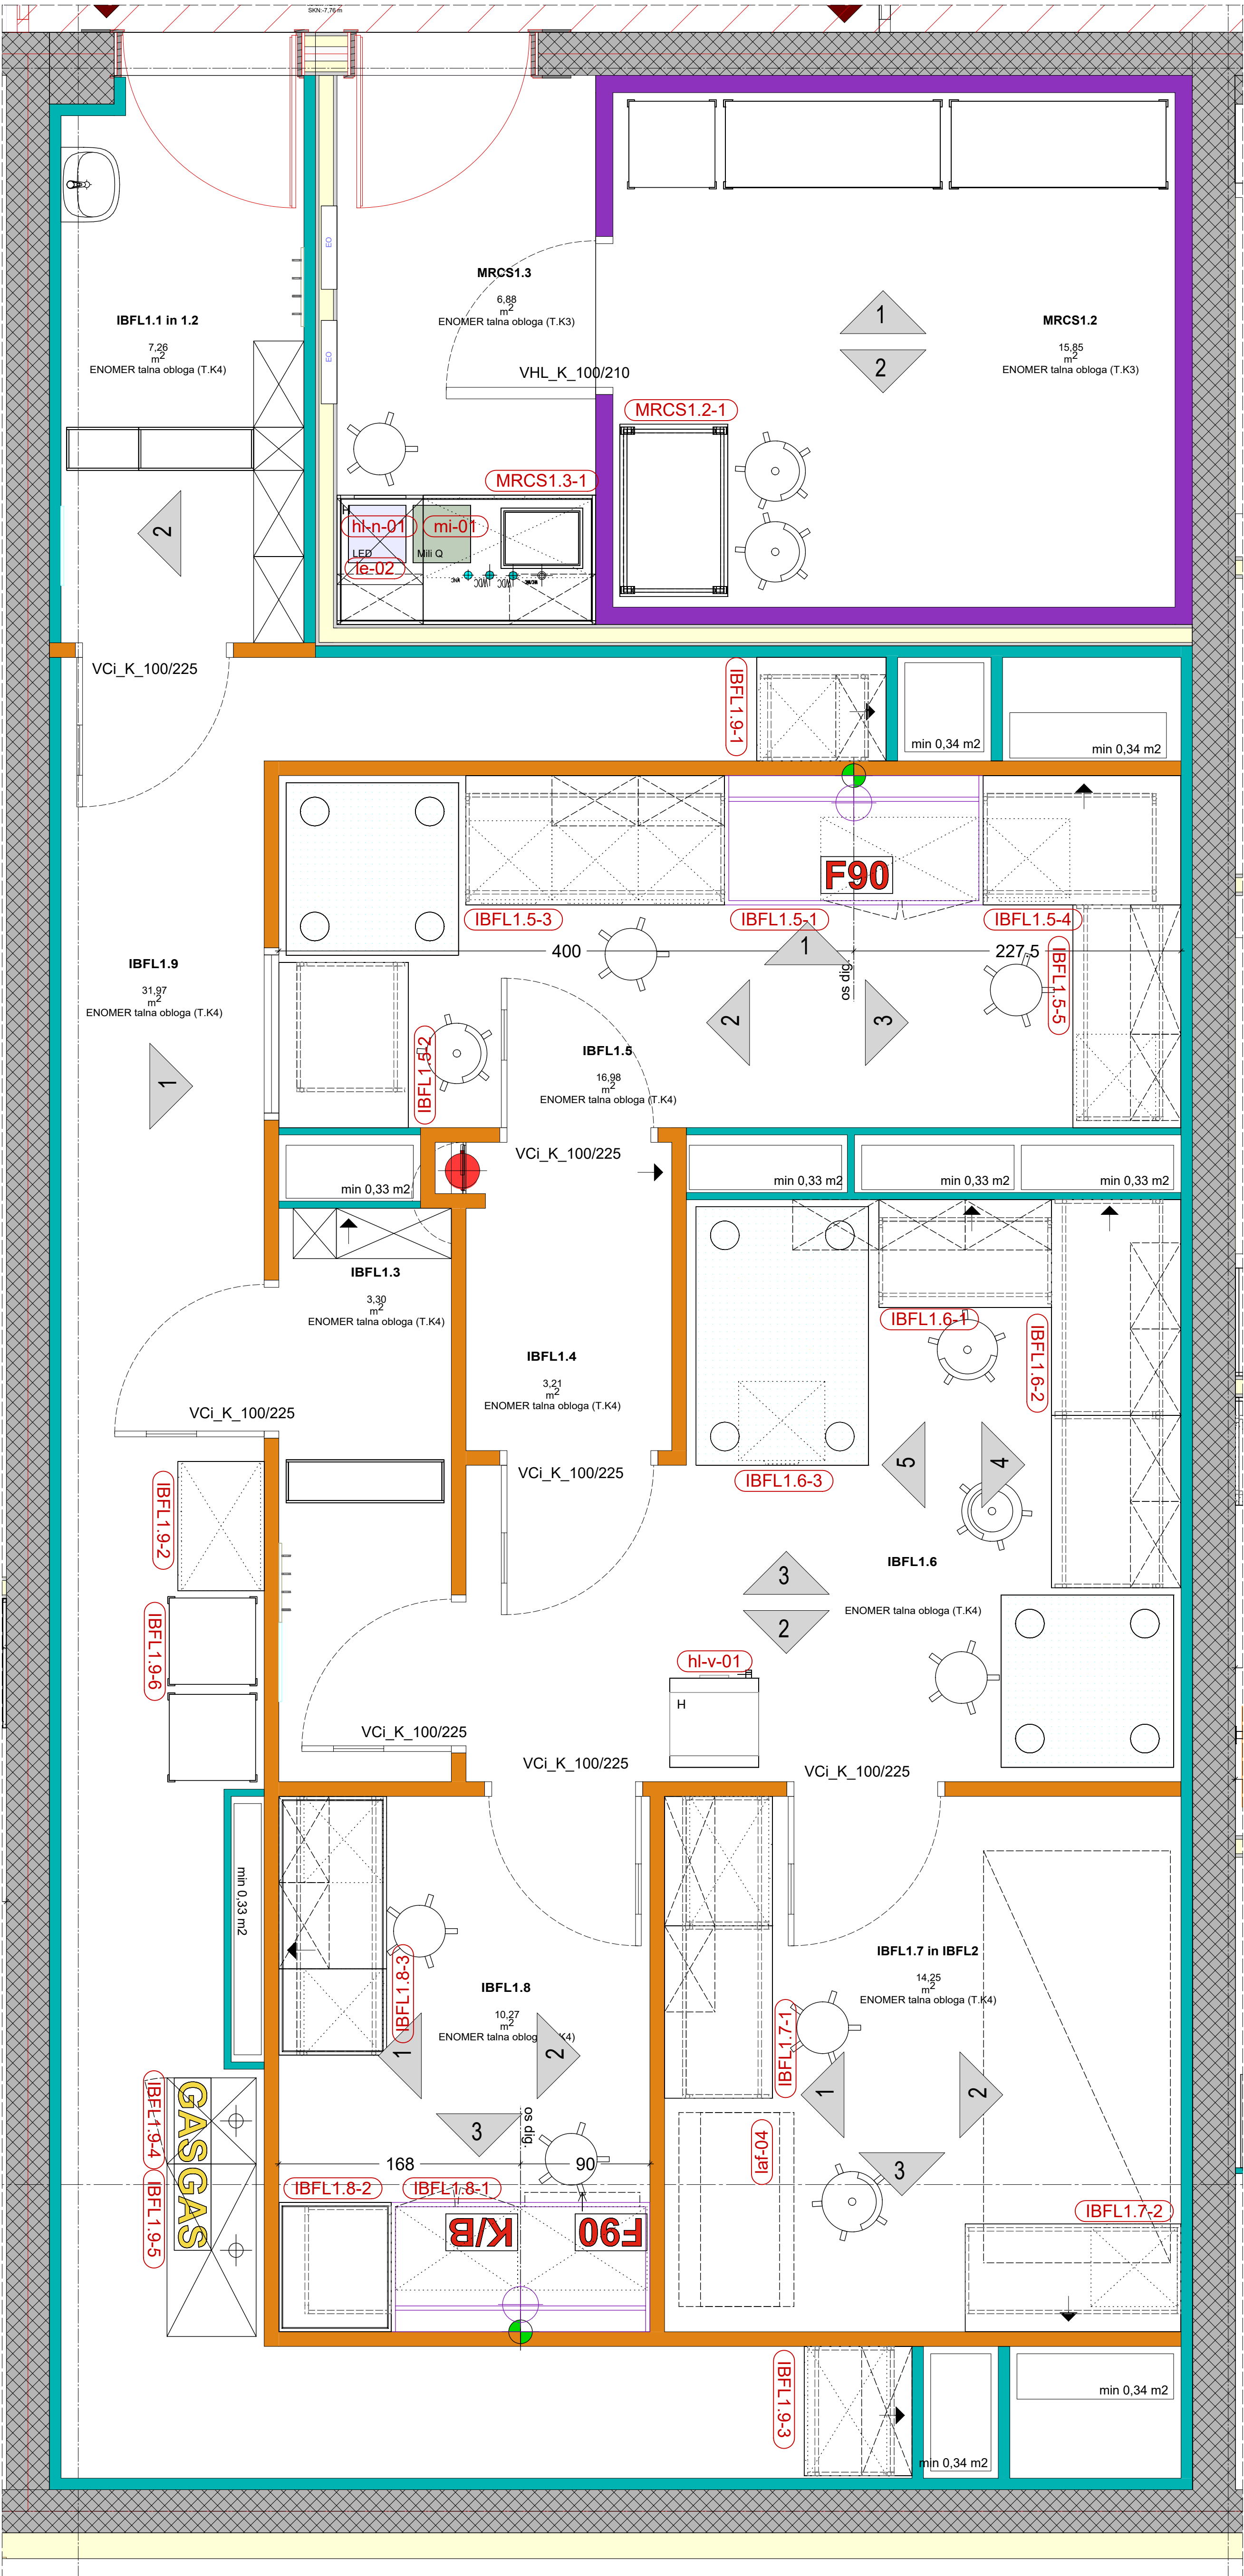 SKN:-7,76 m
EO
EO
IBFL1.1 in 1.2
7,26
m2
ENOMER talna obloga (T.K4)
MRCS1.3
6,88
m2
ENOMER talna obloga (T.K3)
VHL_K_100/210
1
2
MRCS1.2
15,85
m2
ENOMER talna obloga (T.K3)
MRCS1.2-1
MRCS1.3-1
H
hl-n-01
mi-01
LED
Mili Q
le-02
WDC
WDC
2
VCi_K_100/225
IBFL1.9-1
min 0,34 m2
min 0,34 m2
F90
IBFL1.5-3
IBFL1.5-1
IBFL1.5-4
400
1
227,5
os dig.
IBFL1.5-5
IBFL1.9
31,97
m2
ENOMER talna obloga (T.K4)
1
2
3
IBFL1.5-2
IBFL1.5
16,98
m2
ENOMER talna obloga (T.K4)
VCi_K_100/225
min 0,33 m2
min 0,33 m2
min 0,33 m2
min 0,33 m2
IBFL1.3
3,30
m2
ENOMER talna obloga (T.K4)
IBFL1.6-1
IBFL1.6-2
IBFL1.4
3,21
m2
ENOMER talna obloga (T.K4)
VCi_K_100/225
VCi_K_100/225
IBFL1.6-3
5
4
IBFL1.9-2
IBFL1.6
ENOMER talna obloga (T.K4)
3
2
IBFL1.9-6
hl-v-01
H
VCi_K_100/225
VCi_K_100/225
VCi_K_100/225
min 0,33 m2
IBFL1.8-3
IBFL1.8
10,27
m2
ENOMER talna oblog K4)
1
2
3
IBFL1.7 in IBFL2
14,25
m2
ENOMER talna obloga (T.K4)
IBFL1.7-1
1
2
3
laf-04
os dig.
168
90
IBFL1.9-4
IBFL1.9-5
GAS
GAS
IBFL1.8-2
IBFL1.8-1
K/B
F90
IBFL1.7-2
IBFL1.9-3
min 0,34 m2
min 0,34 m2